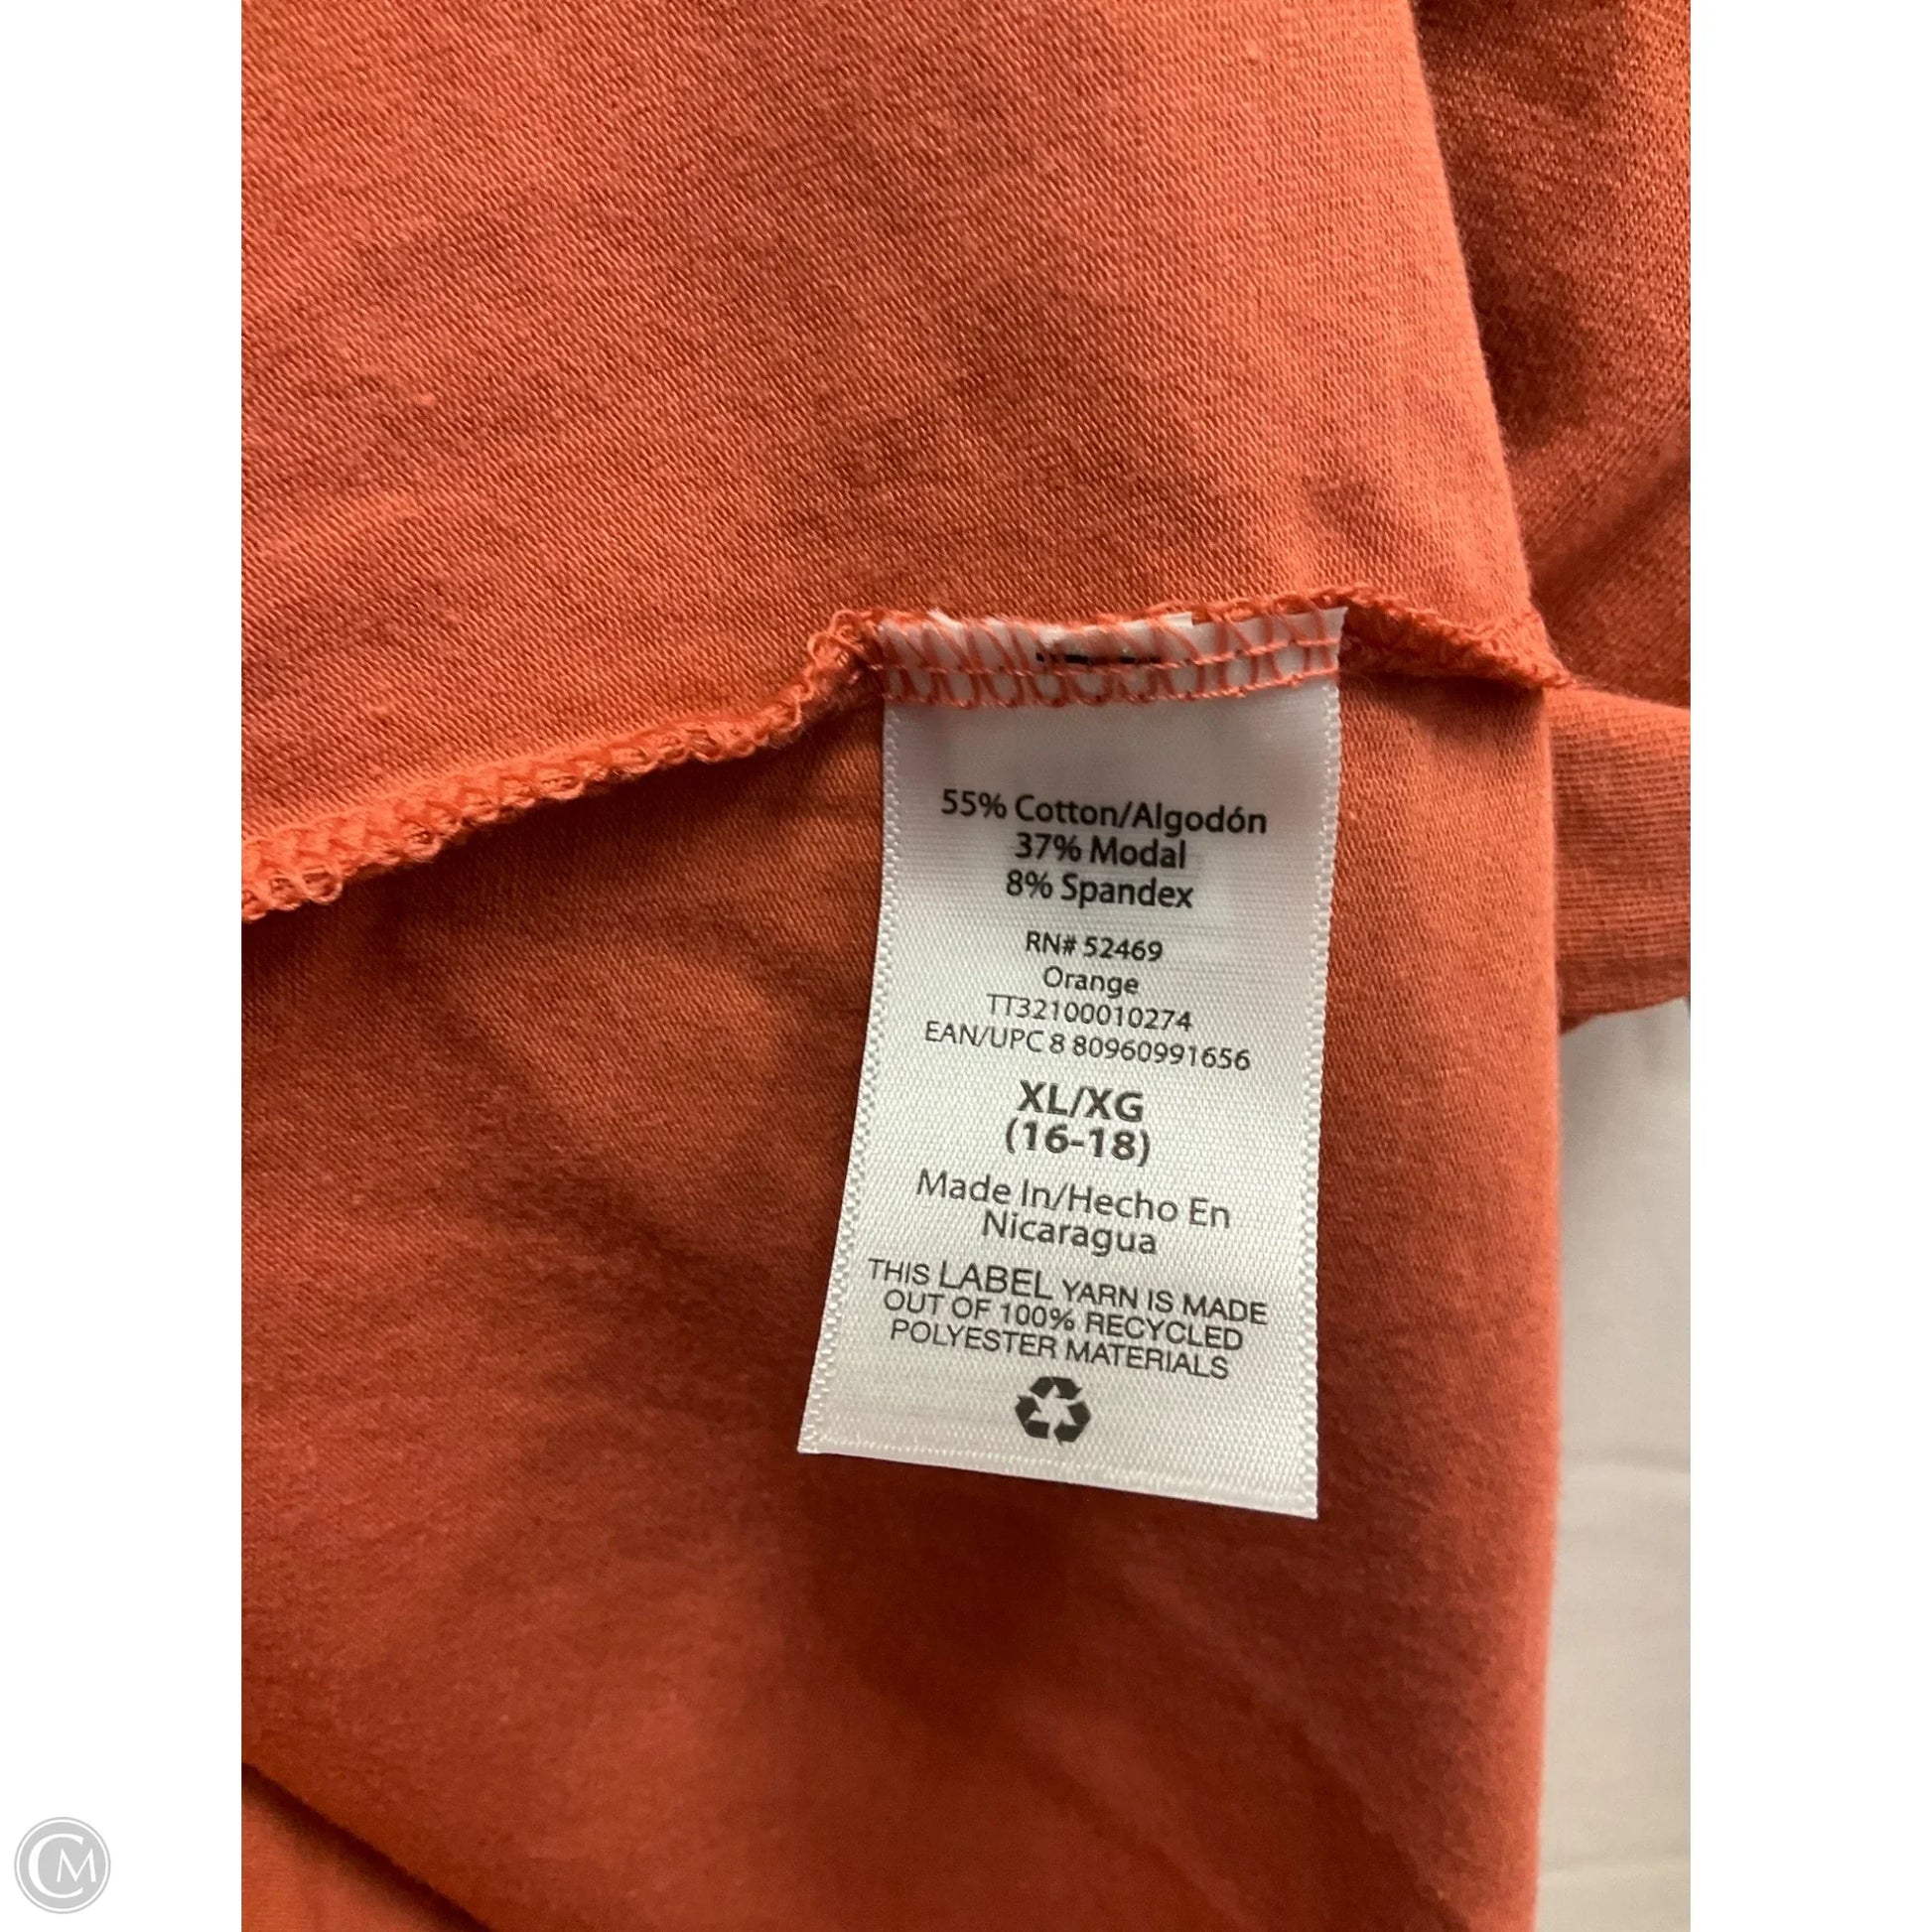 55% Cotton/Algodón
37% Modal
8% Spandex
RN# 52469
Orange
TT32100010274
EAN/UPC 8 80960991656
XL/XG
(16-18)
Made In/Hecho En
Nicaragua
THIS LABEL YARN IS MADE
OUT OF 100% RECYCLED
POLYESTER MATERIALS
CM